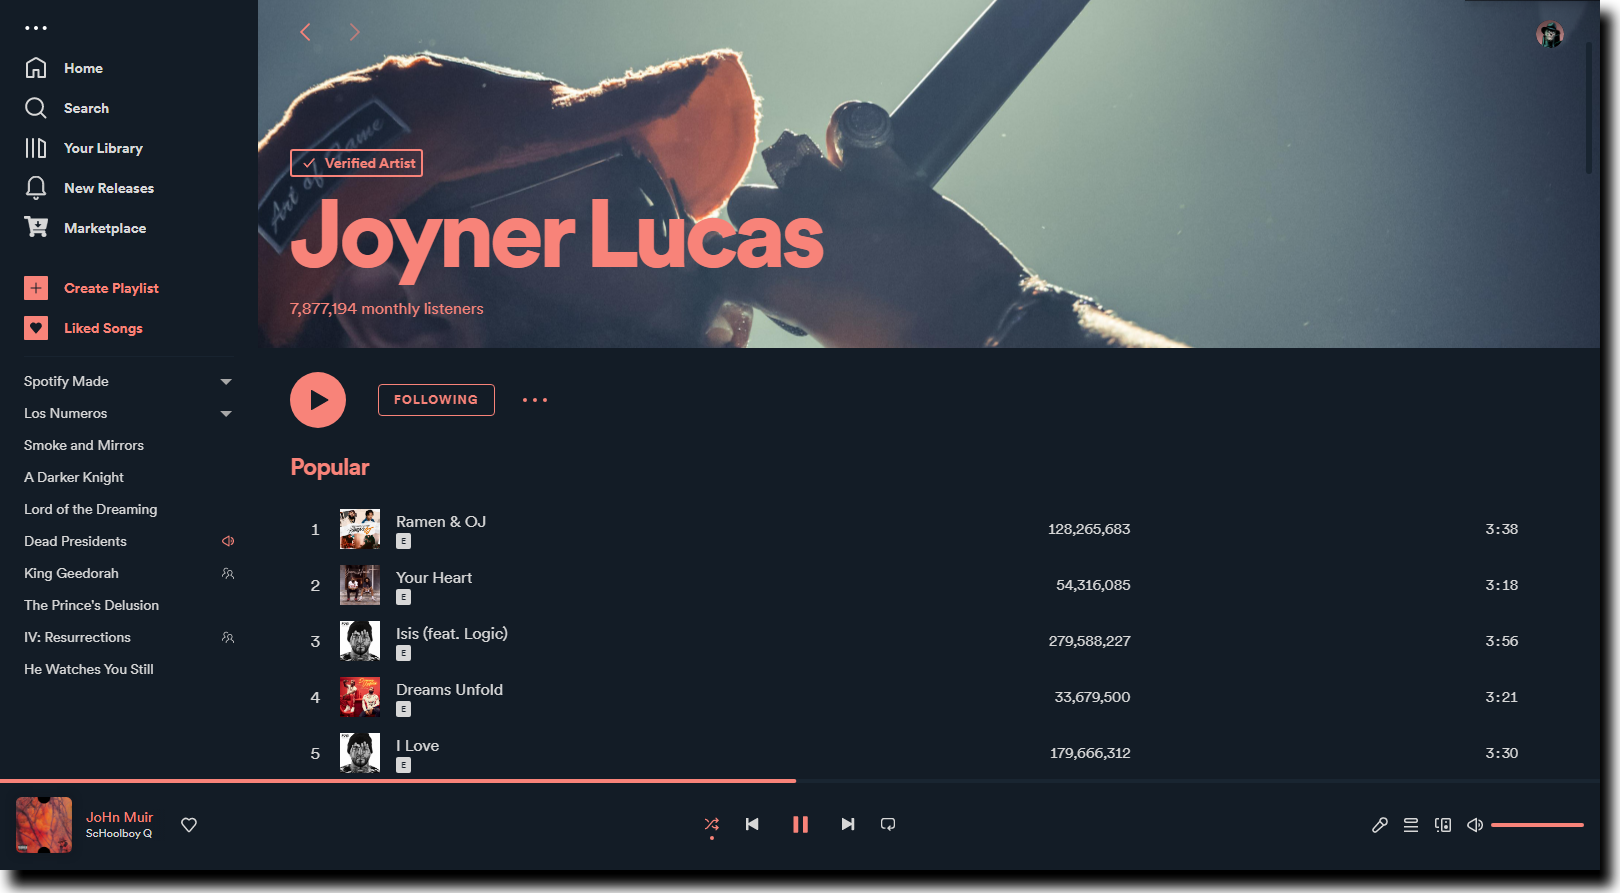 Home
Search
Your Library
New Releases
Marketplace
Create Playlist
Liked Songs
Spotify Made
Los Numeros
Smoke and Mirrors
A Darker Knight
Lord of the Dreaming
Dead Presidents
King Geedorah
The Prince's Delusion
IV: Resurrections
He Watches You Still
Art of Fame
Verified Artist
Joyner Lucas
7,877,194 monthly listeners
FOLLOWING
Popular
1 Ramen & OJ 128,265,683 3:38
E
2 Your Heart 54,316,085 3:18
E
3 Isis (feat. Logic) 279,588,227 3:56
E
4 Dreams Unfold 33,679,500 3:21
E
5 I Love 179,666,312 3:30
E
JoHn Muir
ScHoolboy Q